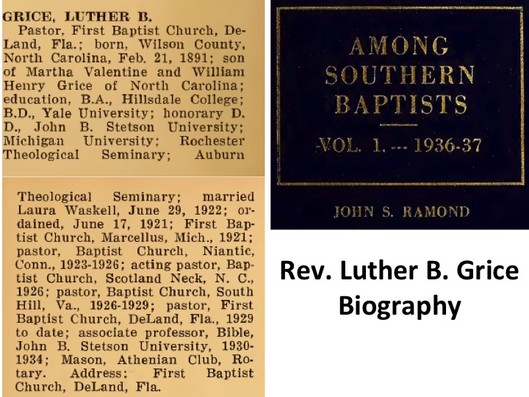 GRICE, LUTHER B.
Pastor, First Baptist Church, De-
Land, Fla.; born, Wilson County,
North Carolina, Feb. 21, 1891; son
of Martha Valentine and William
Henry Grice of North Carolina;
education, B.A., Hillsdale College;
B.D., Yale University; honorary D.
D., John B. Stetson University;
Michigan University; Rochester
Theological Seminary; Auburn
Theological Seminary; married
Laura Waskell, June 29, 1922; or-
dained, June 17, 1921; First Bap-
tist Church, Marcellus, Mich., 1921;
pastor, Baptist Church, Niantic,
Conn., 1923-1926; acting pastor, Bap-
tist Church, Scotland Neck, N. C.,
1926; pastor, Baptist Church, South
Hill, Va., 1926-1929; pastor, First
Baptist Church, DeLand, Fla., 1929
to date; associate professor, Bible,
John B. Stetson University, 1930-
1934; Mason, Athenian Club, Ro-
tary. Address: First Baptist
Church, DeLand, Fla.
AMONG
SOUTHERN
BAPTISTS
-VOL. 1. --- 1936-37
JOHN S. RAMOND
Rev. Luther B. Grice
Biography